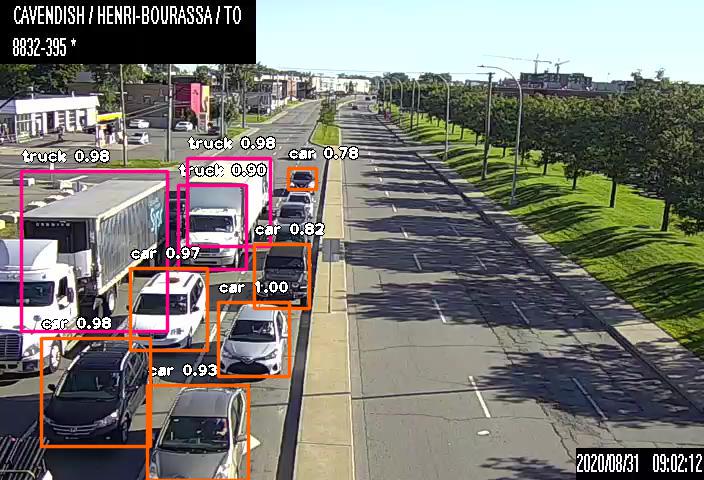 CAVENDISH / HENRI-BOURASSA / TO
8832-395 *
truck 0.98
truck 0.98
truck 0.90
car 0.78
car 0.82
car 0.97
car 1.00
car 0.98
car 0.93
2020/08/31 09:02:12